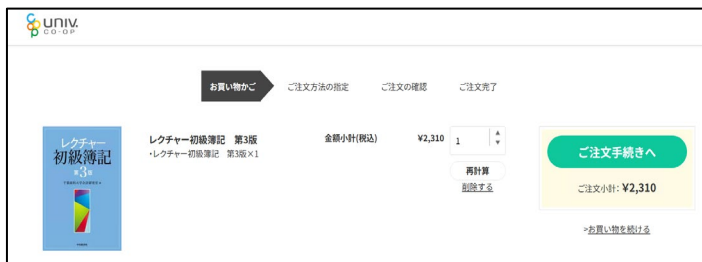 univ.
CO-OP
お買い物かご
ご注文方法の指定
ご注文の確認
ご注文完了
レクチャー
初級簿記
第3版
レクチャー初級簿記 第3版
・レクチャー初級簿記 第3版×1
金額小計(税込)
¥2,310
1
再計算
削除する
ご注文手続きへ
ご注文小計: ¥2,310
>お買い物を続ける